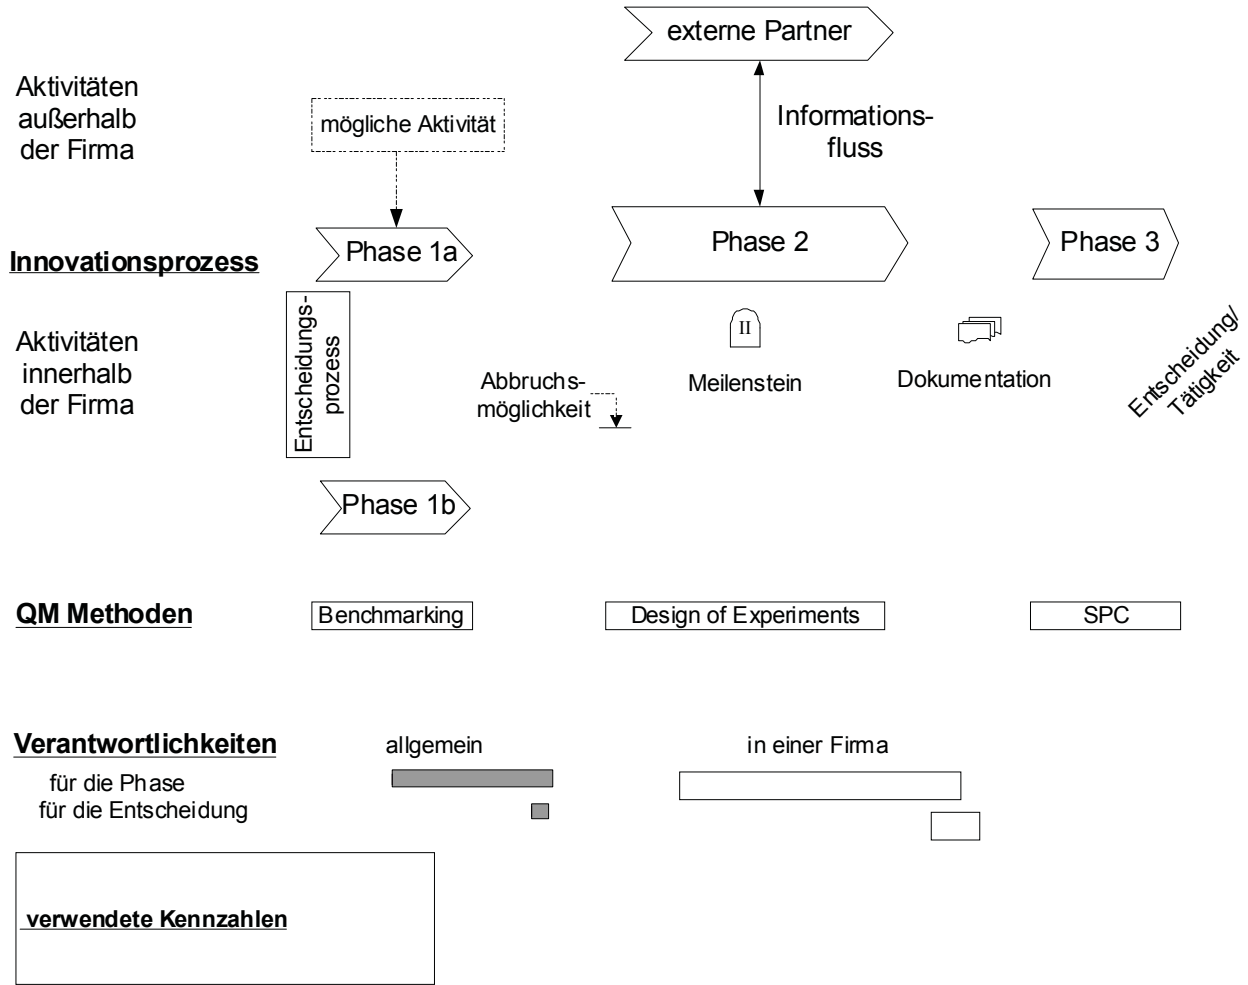 externe Partner
Aktivitäten
außerhalb
der Firma
mögliche Aktivität
Informations-
fluss
Phase 1a
Phase 2
Phase 3
Innovationsprozess
Entscheidungs-
prozess
II
Aktivitäten
innerhalb
der Firma
Abbruchs-
möglichkeit
Meilenstein
Dokumentation
Entscheidung/
Tätigkeit
Phase 1b
QM Methoden
Benchmarking
Design of Experiments
SPC
Verantwortlichkeiten
allgemein
in einer Firma
für die Phase
für die Entscheidung
verwendete Kennzahlen